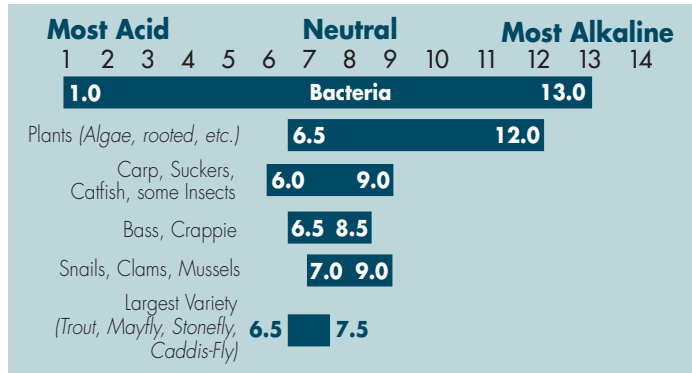 Most Acid Neutral Most Alkaline
1 2 3 4 5 6 7 8 9 10 11 12 13 14
1.0 Bacteria 13.0
Plants (Algae, rooted, etc.) 6.5 12.0
Carp, Suckers,
Catfish, some Insects 6.0 9.0
Bass, Crappie 6.5 8.5
Snails, Clams, Mussels 7.0 9.0
Largest Variety
(Trout, Mayfly, Stonefly, 6.5 7.5
Caddis-Fly)